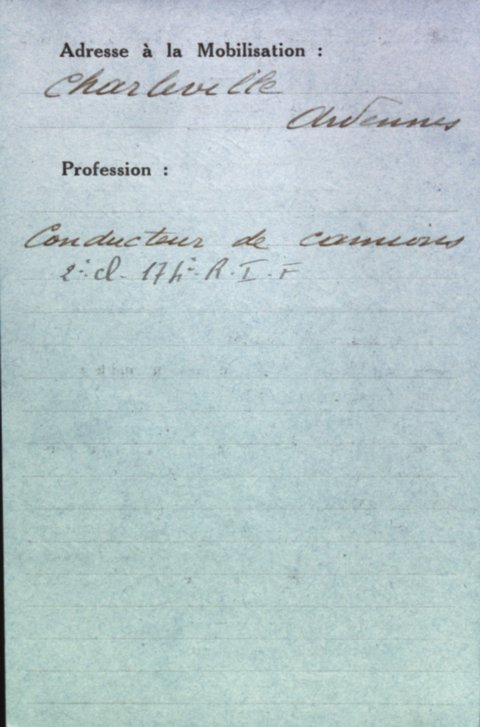 Adresse à la Mobilisation :
Charleville
Ardennes
Profession :
Conducteur de camions
2e cl. 174e R. I. F